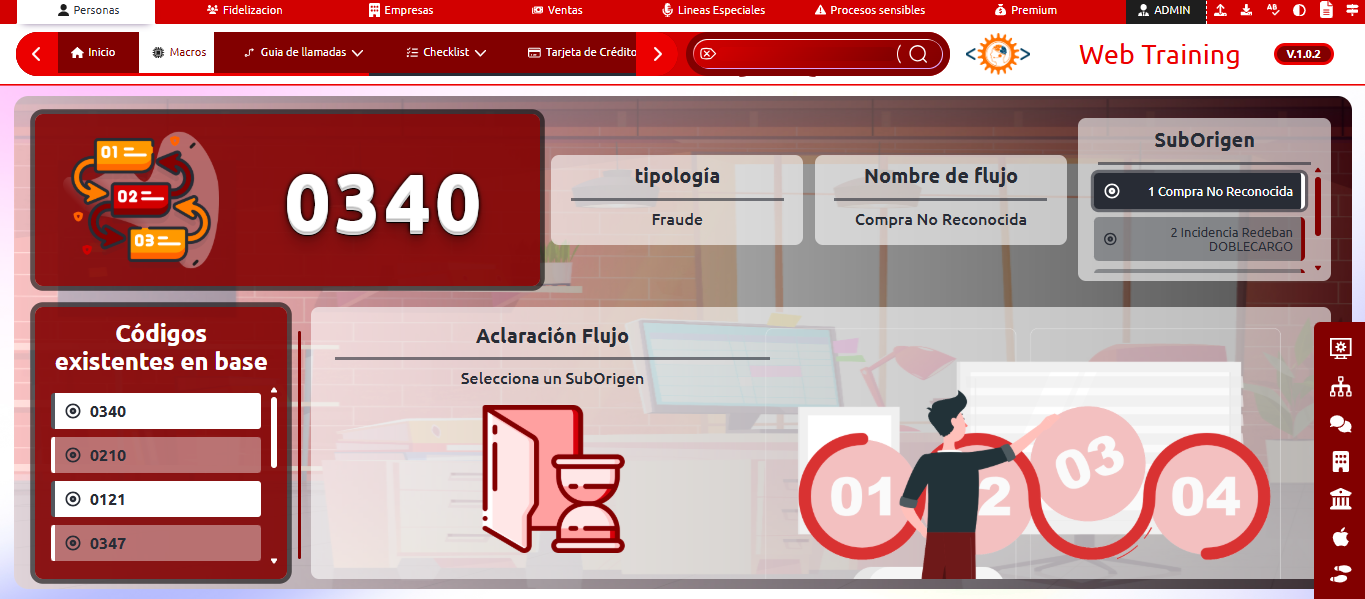 Personas
Fidelizacion
Empresas
Ventas
Lineas Especiales
Procesos sensibles
Premium
ADMIN
Inicio
Macros
Guia de llamadas
Checklist
Tarjeta de Crédito
Web Training
V.1.0.2
01
02
03
0340
tipología
Fraude
Nombre de flujo
Compra No Reconocida
SubOrigen
1 Compra No Reconocida
2 Incidencia Redeban
DOBLECARGO
Códigos
existentes en base
0340
0210
0121
0347
Aclaración Flujo
Selecciona un SubOrigen
01
2
03
04